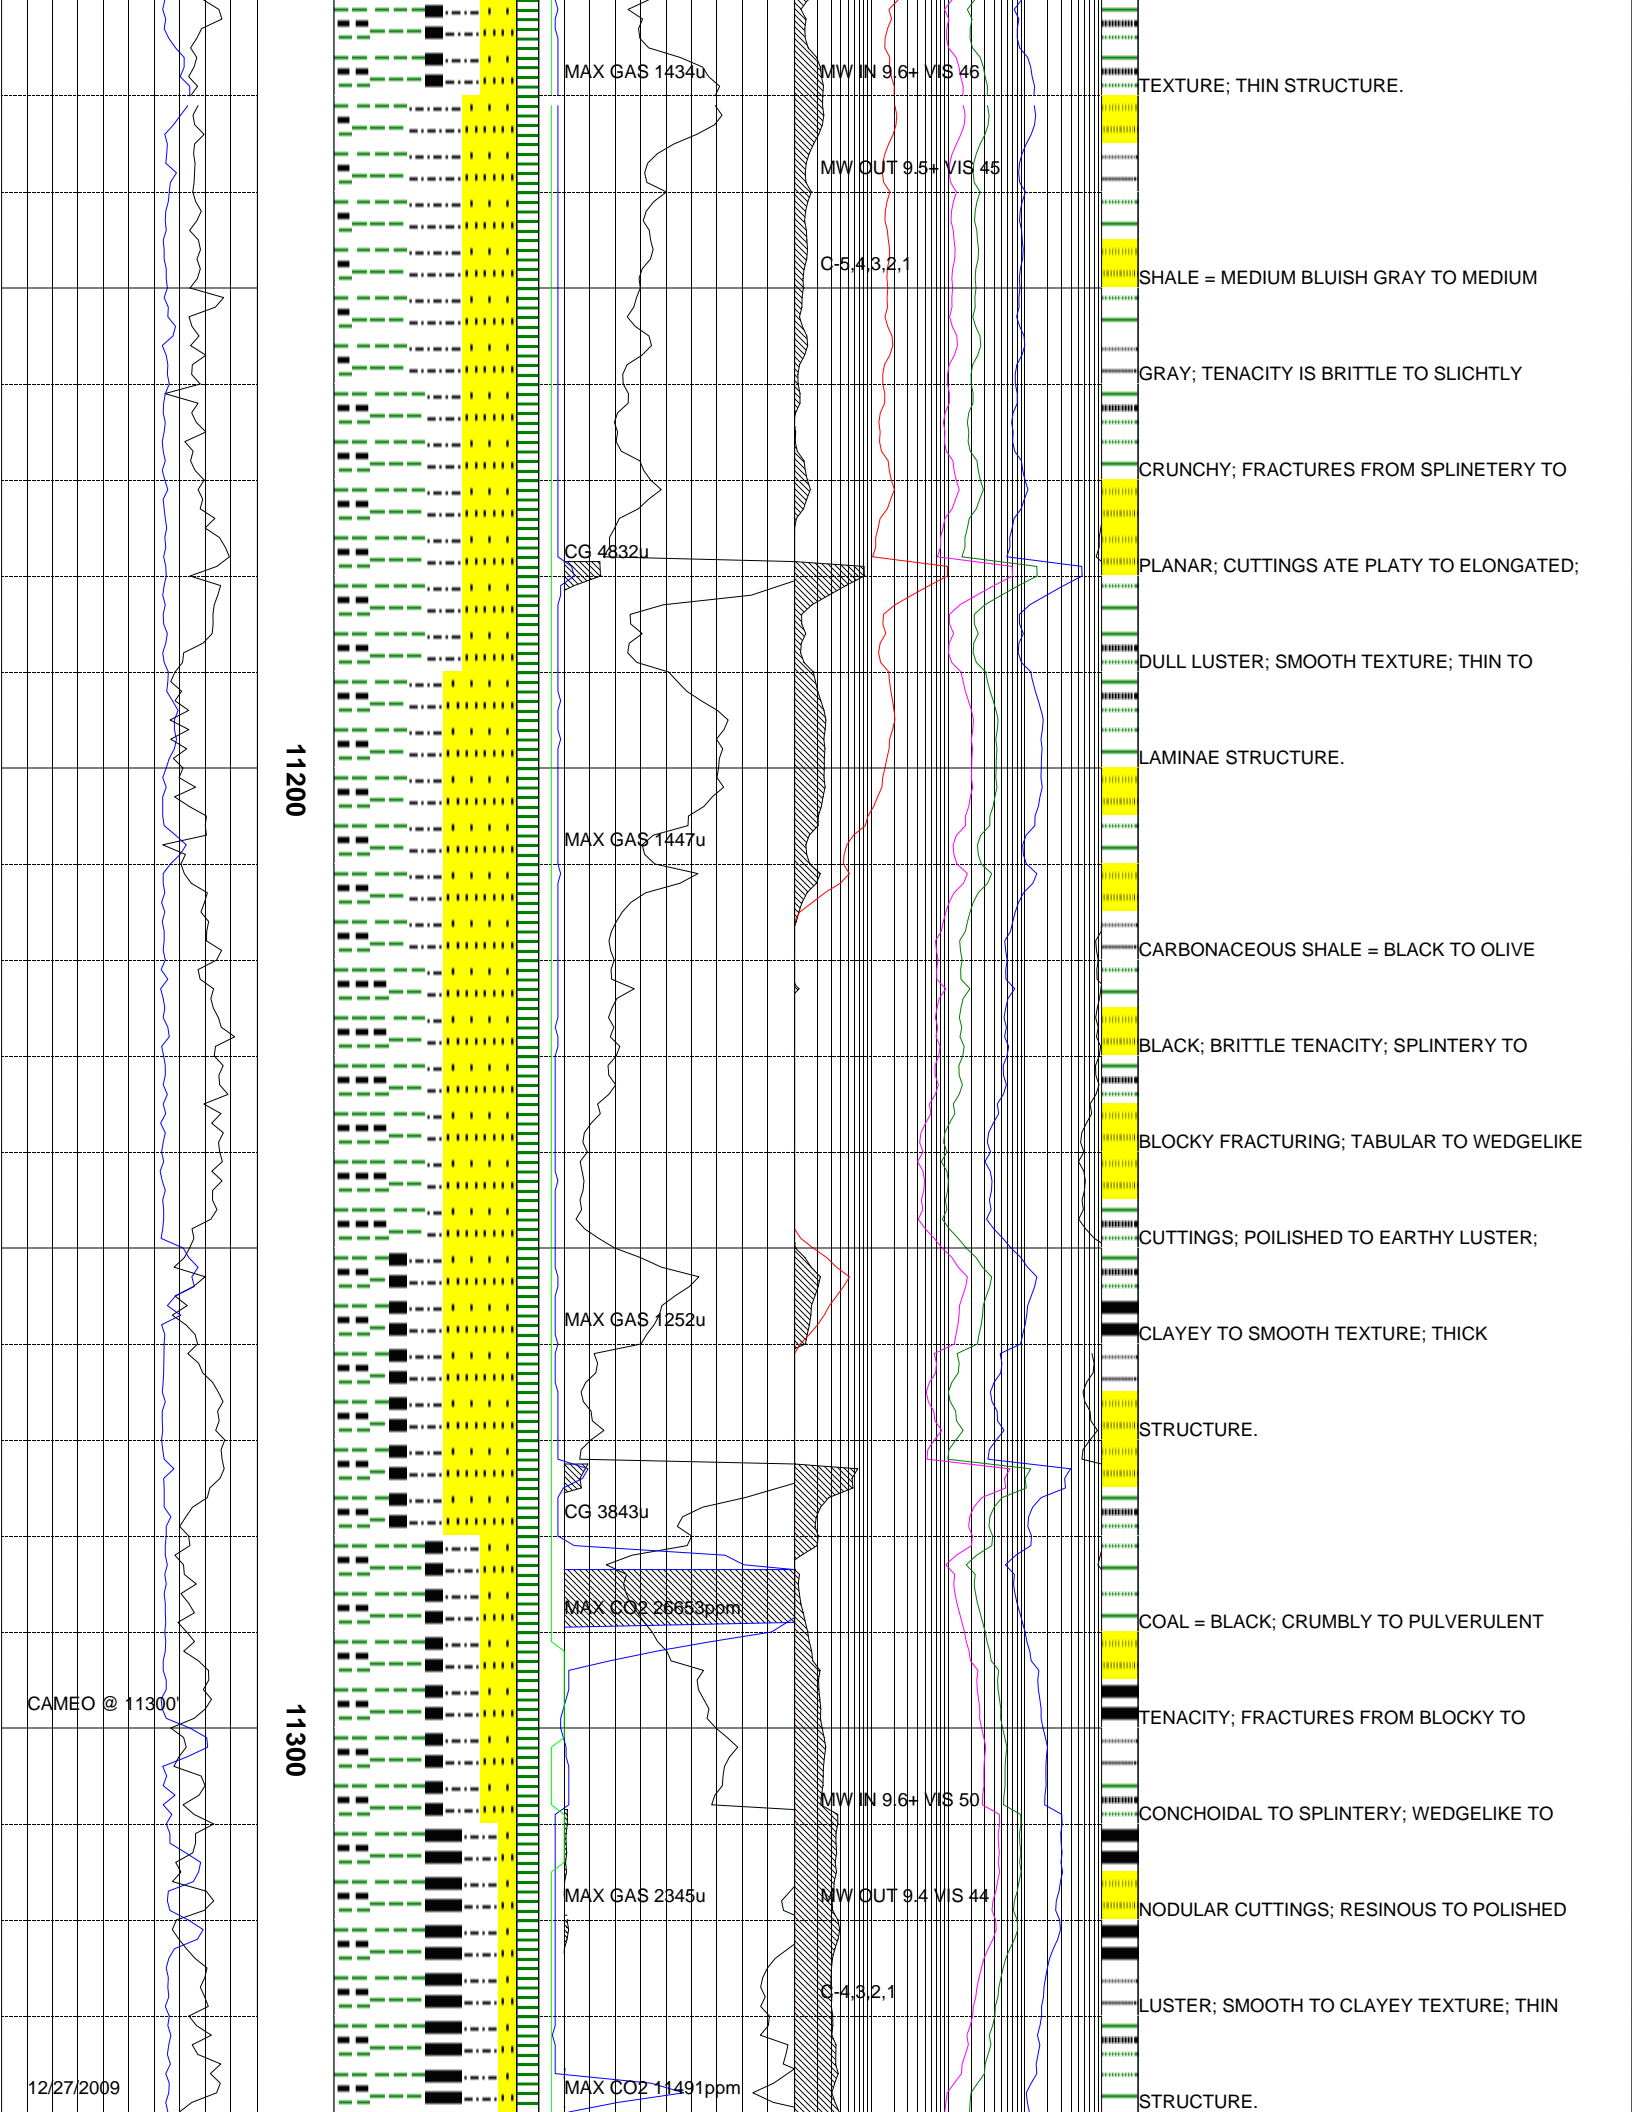 MAX GAS 1434u
MW IN 9.6+ VIS 46
TEXTURE; THIN STRUCTURE.
MW OUT 9.5+ VIS 45
C-5,4,3,2,1
SHALE = MEDIUM BLUISH GRAY TO MEDIUM
GRAY; TENACITY IS BRITTLE TO SLICHTLY
CRUNCHY; FRACTURES FROM SPLINETERY TO
CG 4832u
PLANAR; CUTTINGS ATE PLATY TO ELONGATED;
DULL LUSTER; SMOOTH TEXTURE; THIN TO
LAMINAE STRUCTURE.
11200
MAX GAS 1447u
CARBONACEOUS SHALE = BLACK TO OLIVE
BLACK; BRITTLE TENACITY; SPLINTERY TO
BLOCKY FRACTURING; TABULAR TO WEDGELIKE
CUTTINGS; POILISHED TO EARTHY LUSTER;
MAX GAS 1252u
CLAYEY TO SMOOTH TEXTURE; THICK
STRUCTURE.
CG 3843u
MAX CO2 26653ppm
COAL = BLACK; CRUMBLY TO PULVERULENT
CAMEO @ 11300'
TENACITY; FRACTURES FROM BLOCKY TO
11300
MW IN 9.6+ VIS 50
CONCHOIDAL TO SPLINTERY; WEDGELIKE TO
MAX GAS 2345u
MW OUT 9.4 VIS 44
NODULAR CUTTINGS; RESINOUS TO POLISHED
C-4,3,2,1
LUSTER; SMOOTH TO CLAYEY TEXTURE; THIN
12/27/2009
MAX CO2 11491ppm
STRUCTURE.